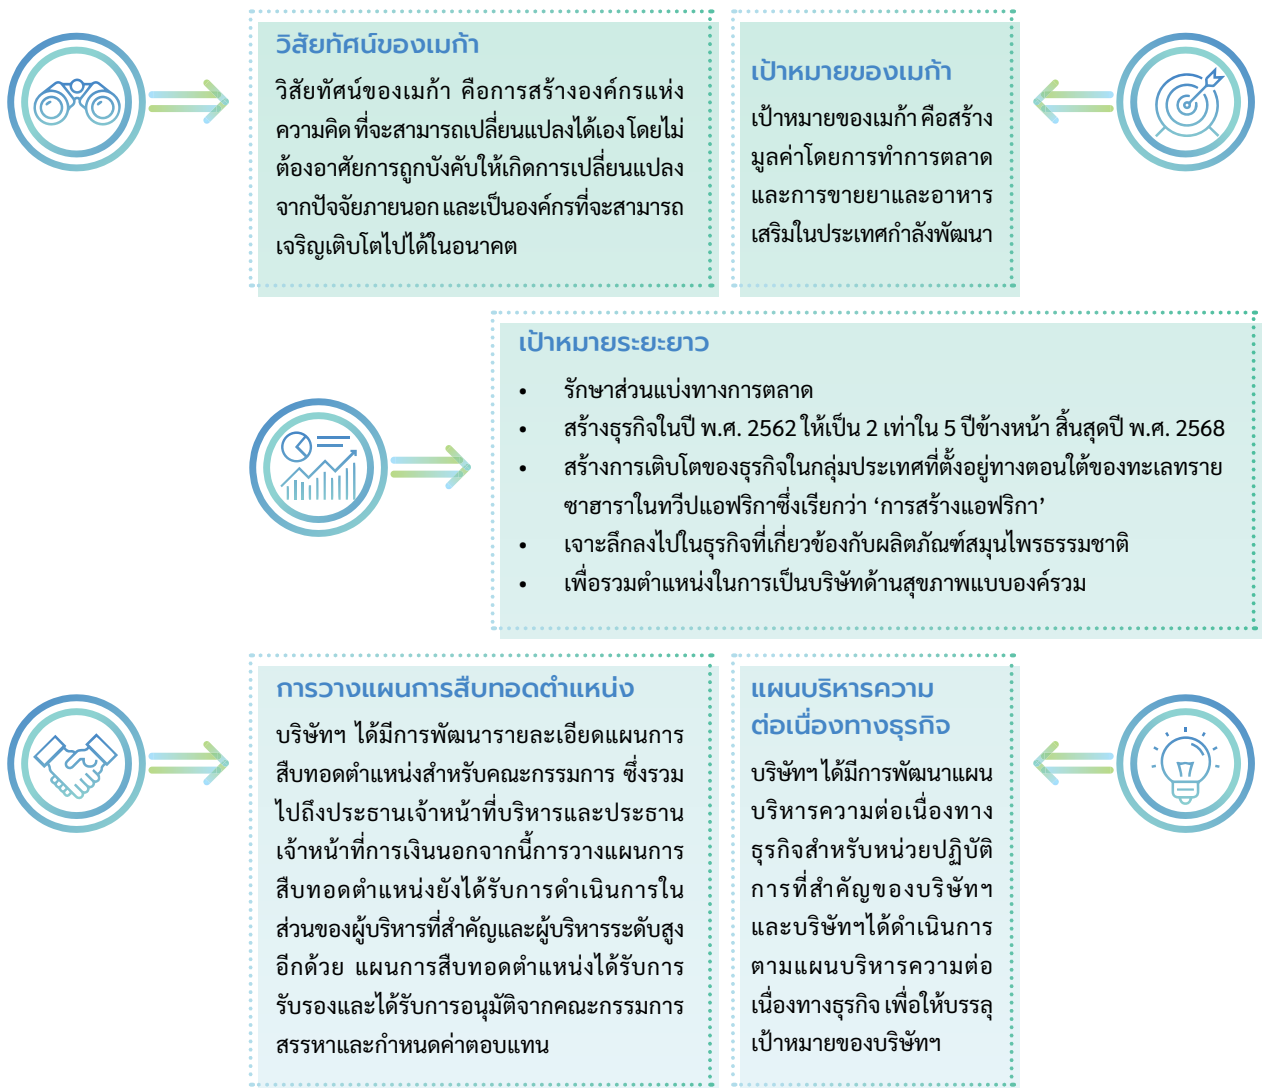 วิสัยทัศน์ของเมก้า
วิสัยทัศน์ของเมก้า คือการสร้างองค์กรแห่ง
ความคิด ที่จะสามารถเปลี่ยนแปลงได้เอง โดยไม่
ต้องอาศัยการถูกบังคับให้เกิดการเปลี่ยนแปลง
จากปัจจัยภายนอก และเป็นองค์กรที่จะสามารถ
เจริญเติบโตไปได้ในอนาคต
เป้าหมายของเมก้า
เป้าหมายของเมก้า คือสร้าง
มูลค่าโดยการทำการตลาด
และการขายยาและอาหาร
เสริมในประเทศกำลังพัฒนา
เป้าหมายระยะยาว
• รักษาส่วนแบ่งทางการตลาด
• สร้างธุรกิจในปี พ.ศ. 2562 ให้เป็น 2 เท่าใน 5 ปีข้างหน้า สิ้นสุดปี พ.ศ. 2568
• สร้างการเติบโตของธุรกิจในกลุ่มประเทศที่ตั้งอยู่ทางตอนใต้ของทะเลทราย
ซาฮาราในทวีปแอฟริกาซึ่งเรียกว่า ‘การสร้างแอฟริกา’
• เจาะลึกลงไปในธุรกิจที่เกี่ยวข้องกับผลิตภัณฑ์สมุนไพรธรรมชาติ
• เพื่อรวมตำแหน่งในการเป็นบริษัทด้านสุขภาพแบบองค์รวม
การวางแผนการสืบทอดตำแหน่ง
บริษัทฯ ได้มีการพัฒนารายละเอียดแผนการ
สืบทอดตำแหน่งสำหรับคณะกรรมการ ซึ่งรวม
ไปถึงประธานเจ้าหน้าที่บริหารและประธาน
เจ้าหน้าที่การเงินนอกจากนี้การวางแผนการ
สืบทอดตำแหน่งยังได้รับการดำเนินการใน
ส่วนของผู้บริหารที่สำคัญและผู้บริหารระดับสูง
อีกด้วย แผนการสืบทอดตำแหน่งได้รับการ
รับรองและได้รับการอนุมัติจากคณะกรรมการ
สรรหาและกำหนดค่าตอบแทน
แผนบริหารความ
ต่อเนื่องทางธุรกิจ
บริษัทฯ ได้มีการพัฒนาแผน
บริหารความต่อเนื่องทาง
ธุรกิจสำหรับหน่วยปฏิบัติ
การที่สำคัญของบริษัทฯ
และบริษัทฯได้ดำเนินการ
ตามแผนบริหารความต่อ
เนื่องทางธุรกิจ เพื่อให้บรรลุ
เป้าหมายของบริษัทฯ